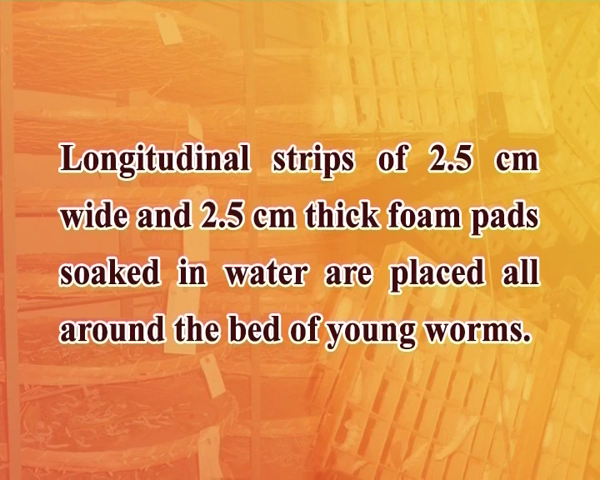 Longitudinal strips of 2.5 cm
wide and 2.5 cm thick foam pads
soaked in water are placed all
around the bed of young worms.